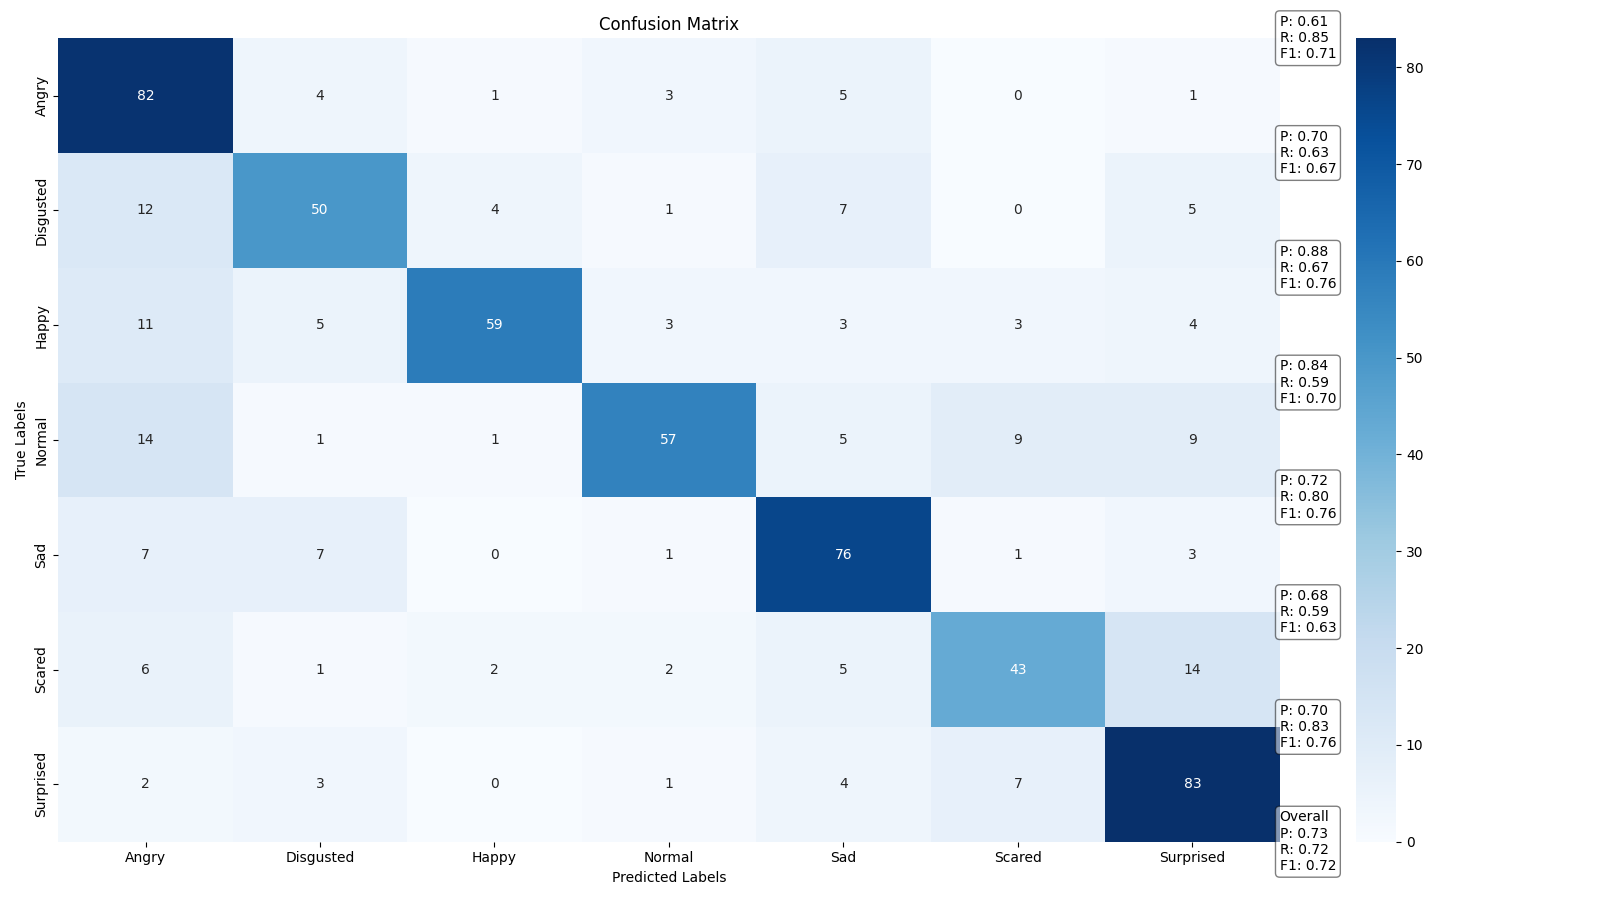 Confusion Matrix
Angry 82 4 1 3 5 0 1
P: 0.61
R: 0.85
F1: 0.71
Disgusted 12 50 4 1 7 0 5
P: 0.70
R: 0.63
F1: 0.67
Happy 11 5 59 3 3 3 4
P: 0.88
R: 0.67
F1: 0.76
Normal 14 1 1 57 5 9 9
P: 0.84
R: 0.59
F1: 0.70
Sad 7 7 0 1 76 1 3
P: 0.72
R: 0.80
F1: 0.76
Scared 6 1 2 2 5 43 14
P: 0.68
R: 0.59
F1: 0.63
Surprised 2 3 0 1 4 7 83
P: 0.70
R: 0.83
F1: 0.76
Overall
P: 0.73
R: 0.72
F1: 0.72
True Labels
Angry Disgusted Happy Normal Sad Scared Surprised
Predicted Labels
80
70
60
50
40
30
20
10
0